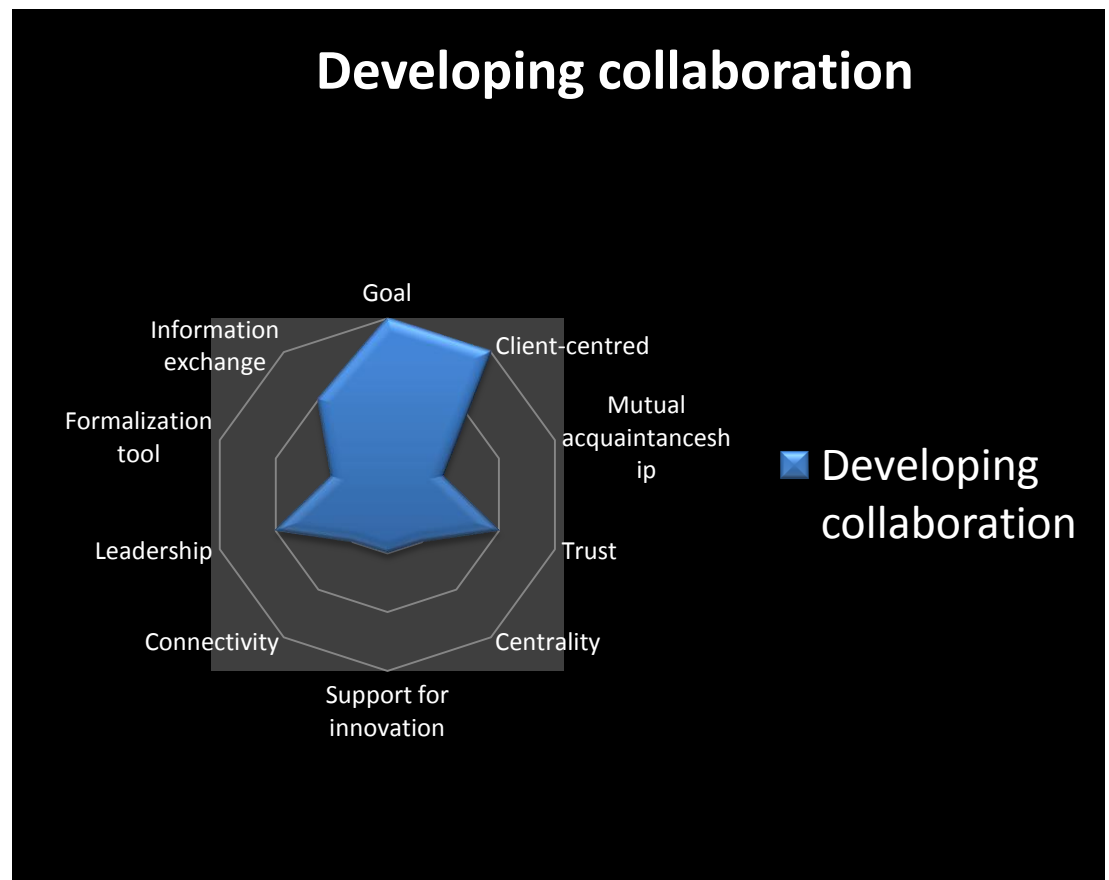 Developing collaboration
Goal
Client-centred
Mutual
acquaintancesh
ip
Trust
Centrality
Support for
innovation
Connectivity
Leadership
Formalization
tool
Information
exchange
Developing
collaboration